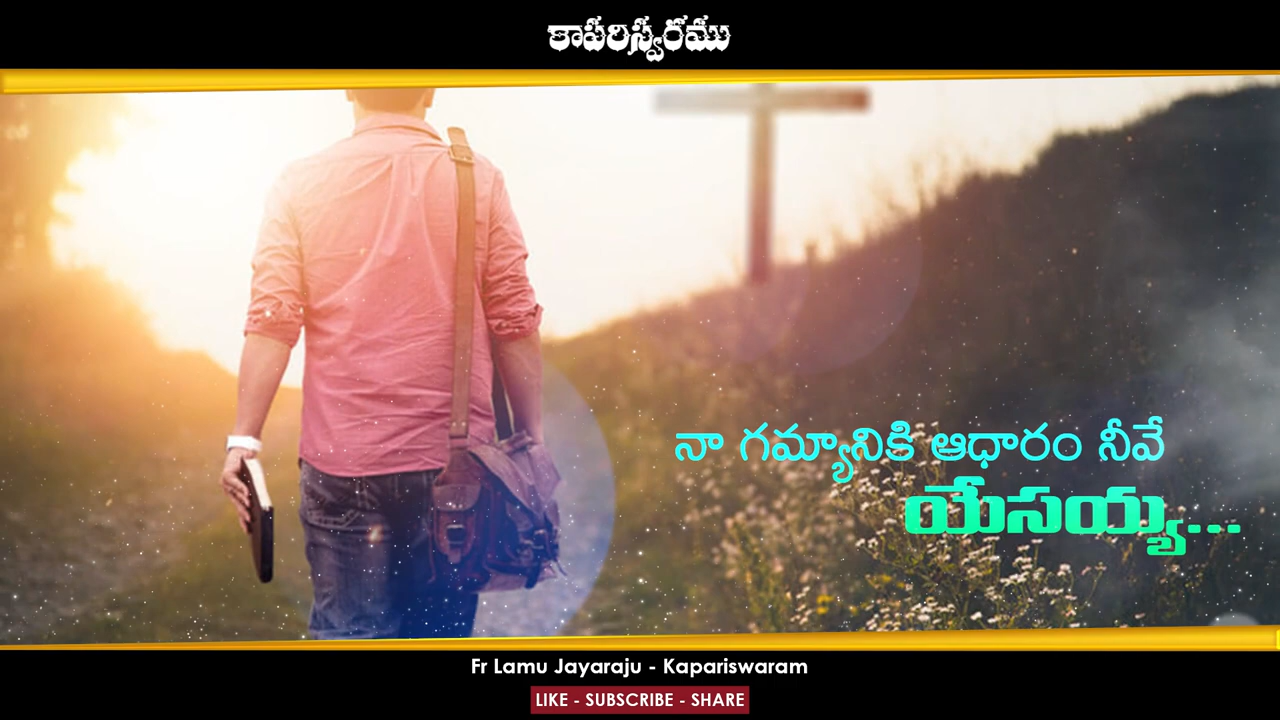 కాపరిస్వరము
నా గమ్యానికి ఆధారం నీవే
యేసయ్య...
Fr Lamu Jayaraju - Kapariswaram
LIKE - SUBSCRIBE - SHARE